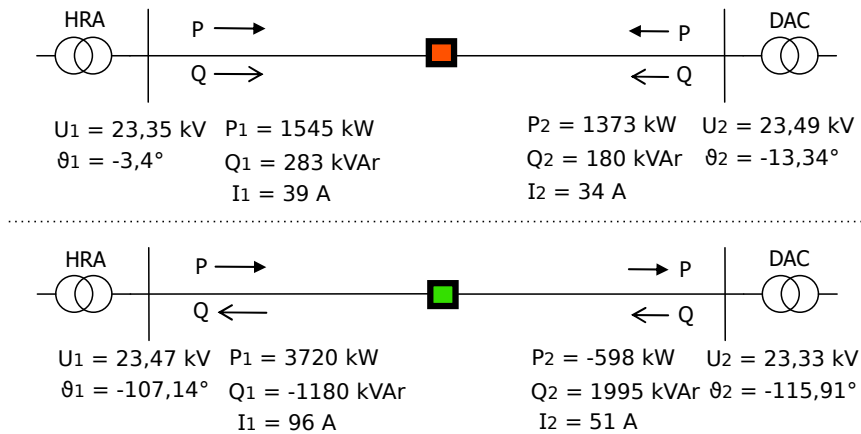 HRA DAC
P P
Q Q
U1 = 23,35 kV P1 = 1545 kW P2 = 1373 kW U2 = 23,49 kV
ϑ1 = -3,4° Q1 = 283 kVAr Q2 = 180 kVAr ϑ2 = -13,34°
I1 = 39 A I2 = 34 A
HRA DAC
P P
Q Q
U1 = 23,47 kV P1 = 3720 kW P2 = -598 kW U2 = 23,33 kV
ϑ1 = -107,14° Q1 = -1180 kVAr Q2 = 1995 kVAr ϑ2 = -115,91°
I1 = 96 A I2 = 51 A